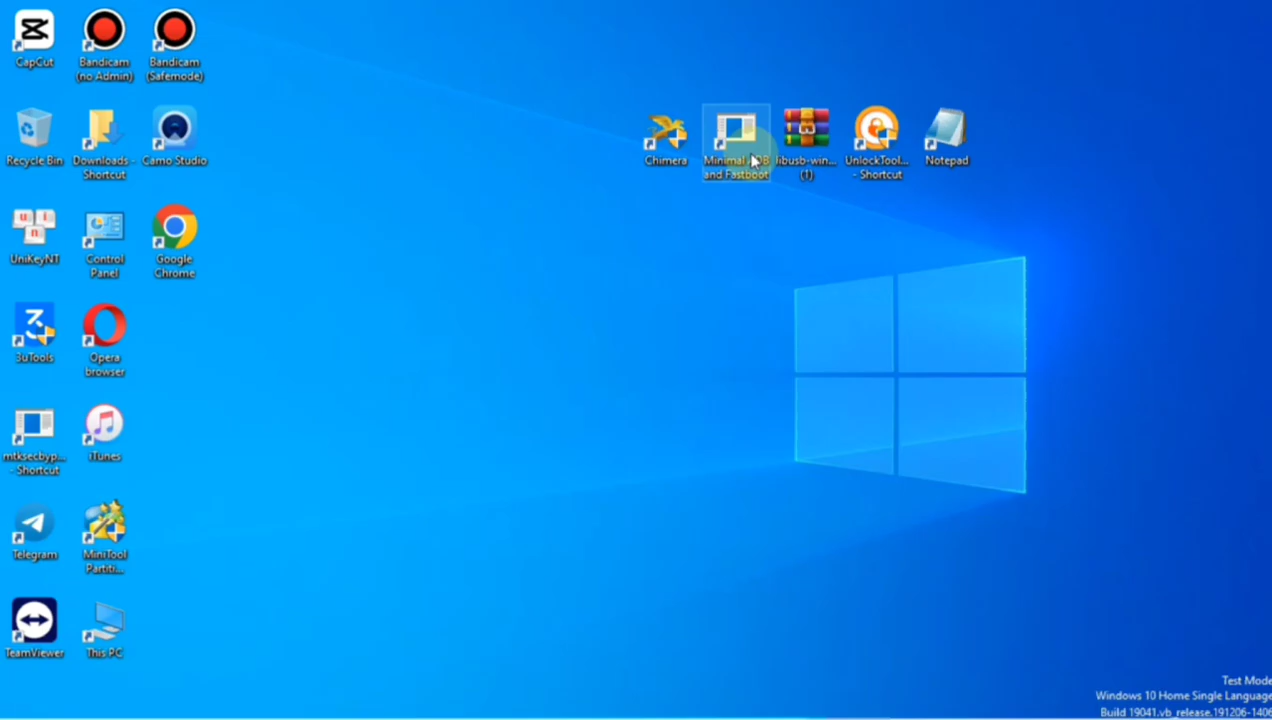 CapCut
Bandicam
(no Admin)
Bandicam
(Safemode)
Recycle Bin
Downloads -
Shortcut
Camo Studio
Chimera
Minimal ADB
and Fastboot
libusb-win...
(1)
UnlockTool...
- Shortcut
Notepad
u i
n
UniKeyNT
Control
Panel
Google
Chrome
3uTools
Opera
browser
mtksecbyp...
- Shortcut
iTunes
Telegram
MiniTool
Partiti...
TeamViewer
This PC
Test Mode
Windows 10 Home Single Language
Build 19041.vb_release.191206-1406